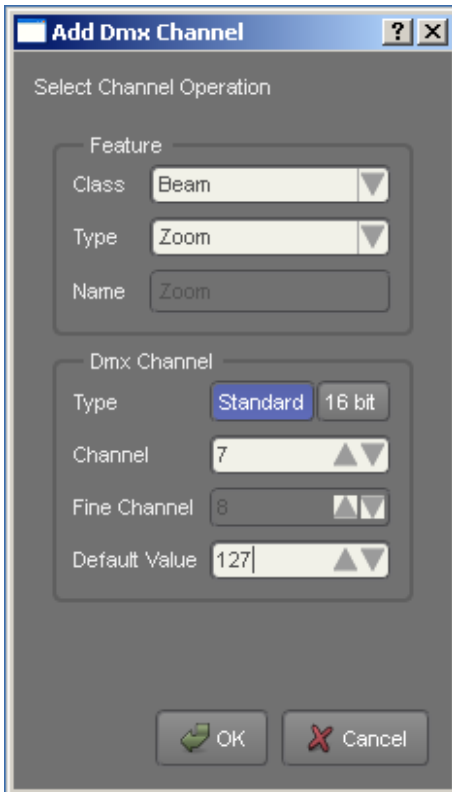 Add Dmx Channel
Select Channel Operation
Feature
Class Beam
Type Zoom
Name Zoom
Dmx Channel
Type Standard 16 bit
Channel 7
Fine Channel 8
Default Value 127
OK Cancel